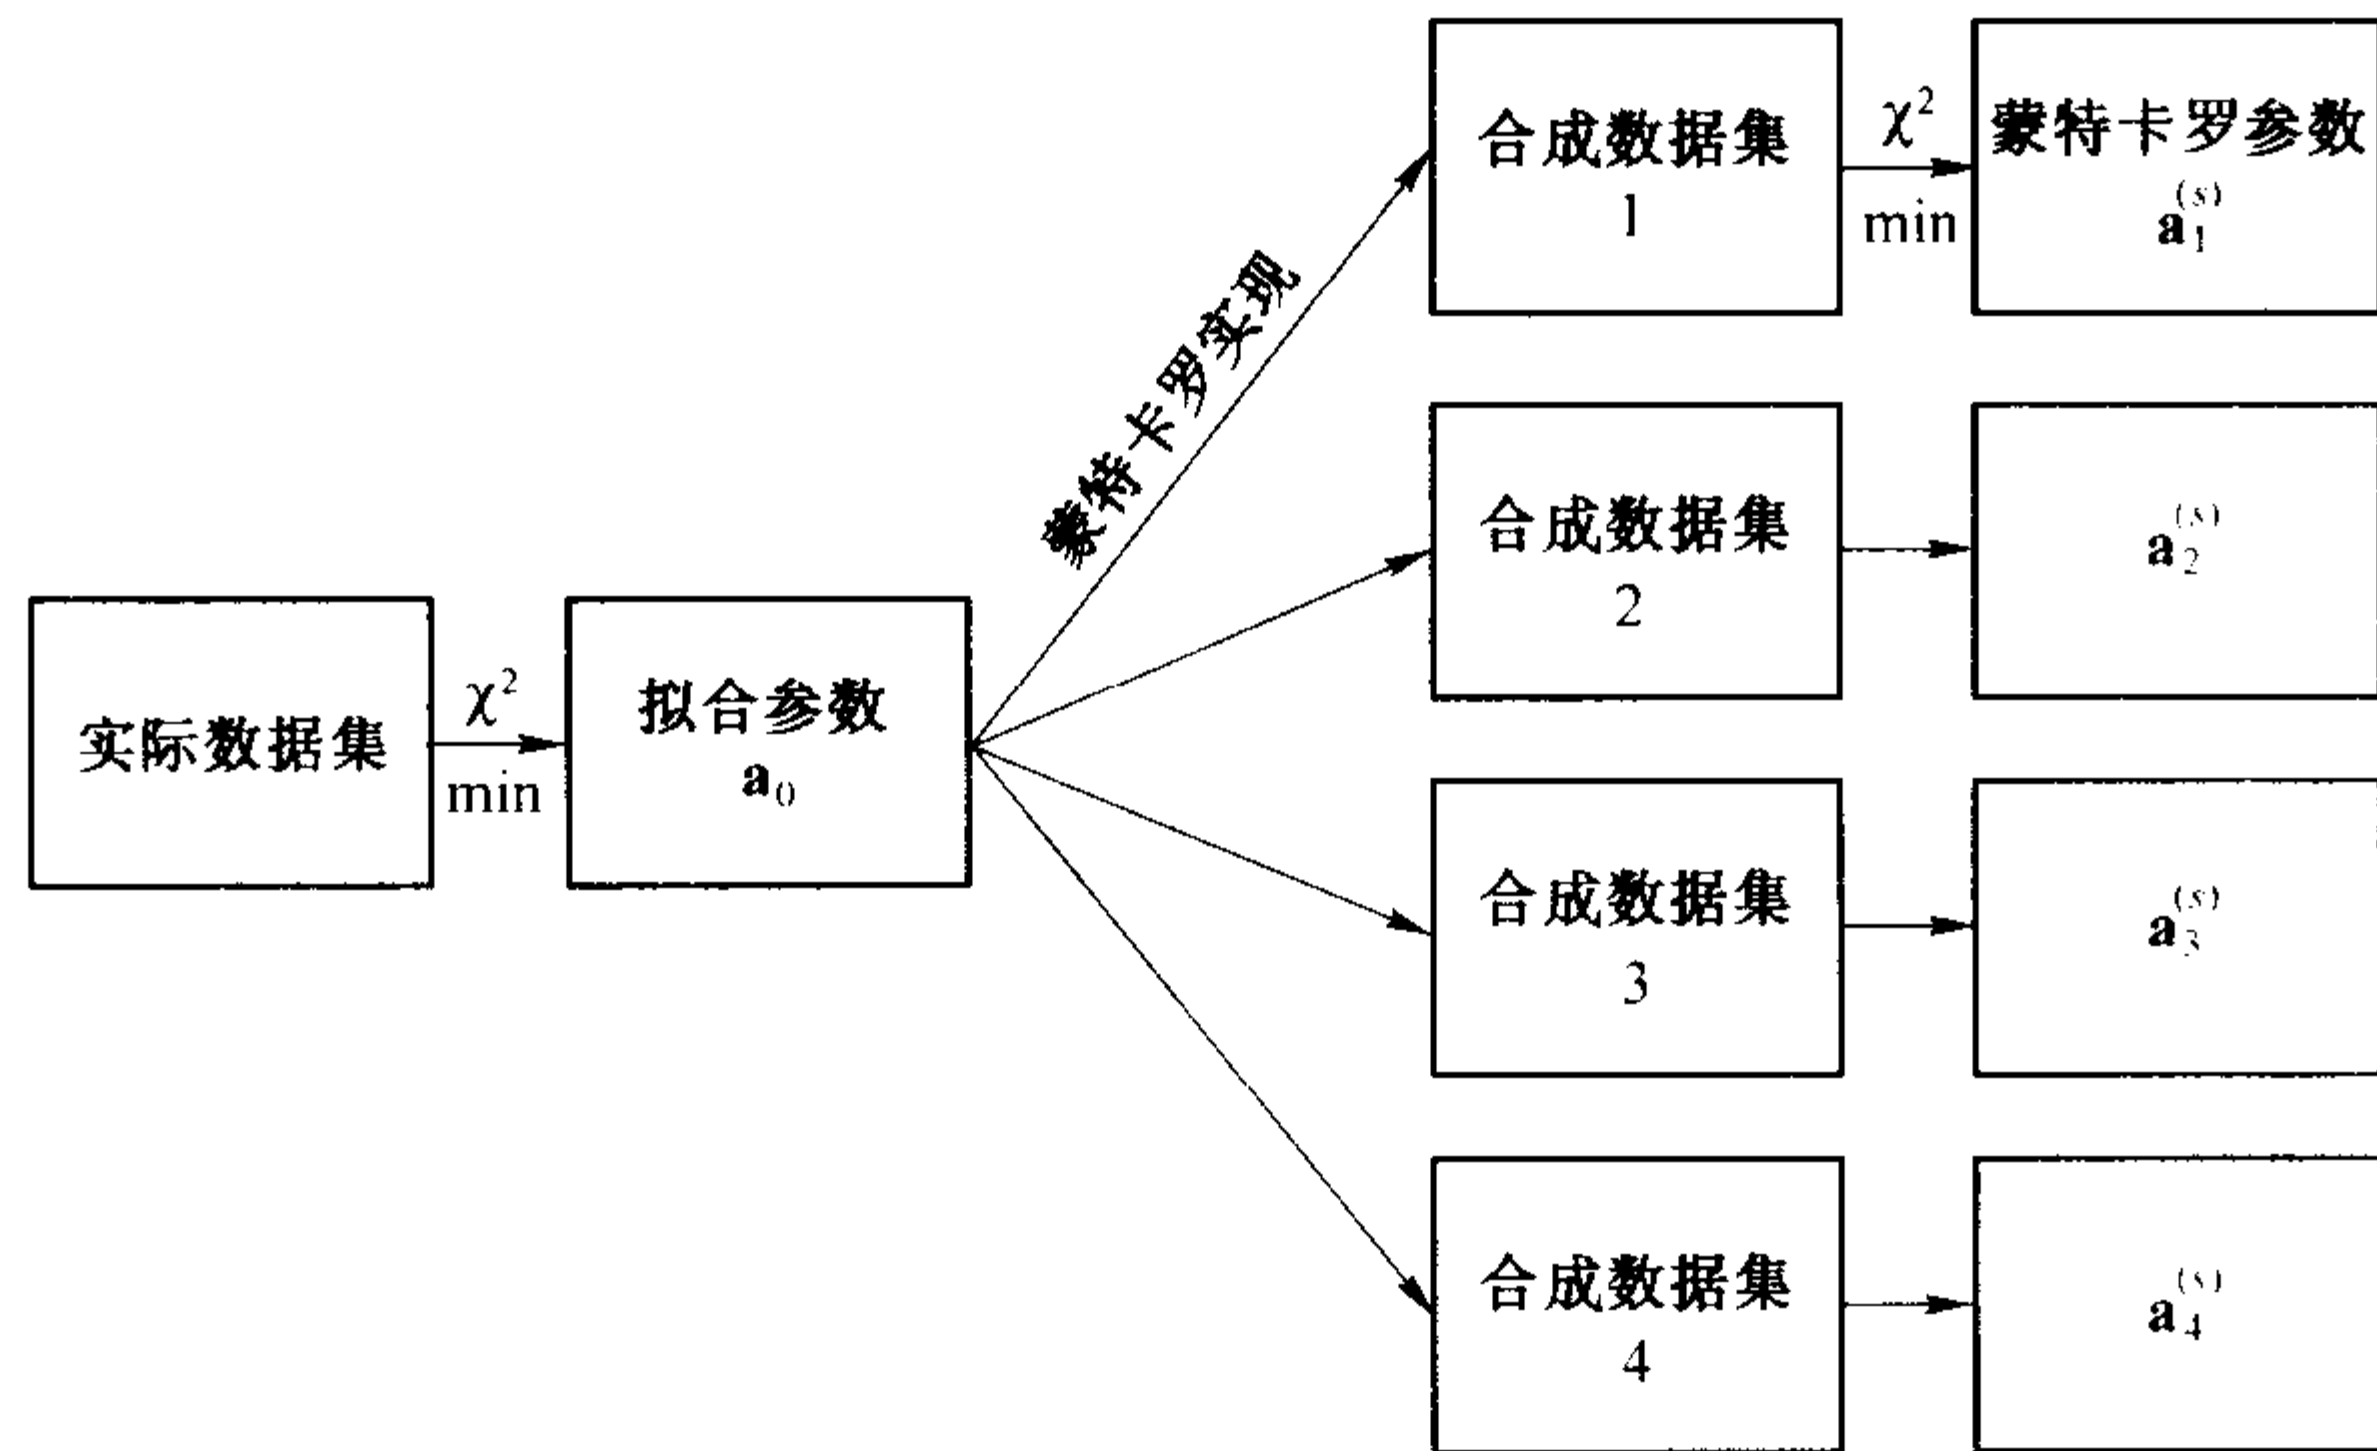 实际数据集
χ²
min
拟合参数
a₀
蒙特卡罗实现
合成数据集
1
χ²
min
蒙特卡罗参数
a₁⁽ˢ⁾
合成数据集
2
a₂⁽ˢ⁾
合成数据集
3
a₃⁽ˢ⁾
合成数据集
4
a₄⁽ˢ⁾